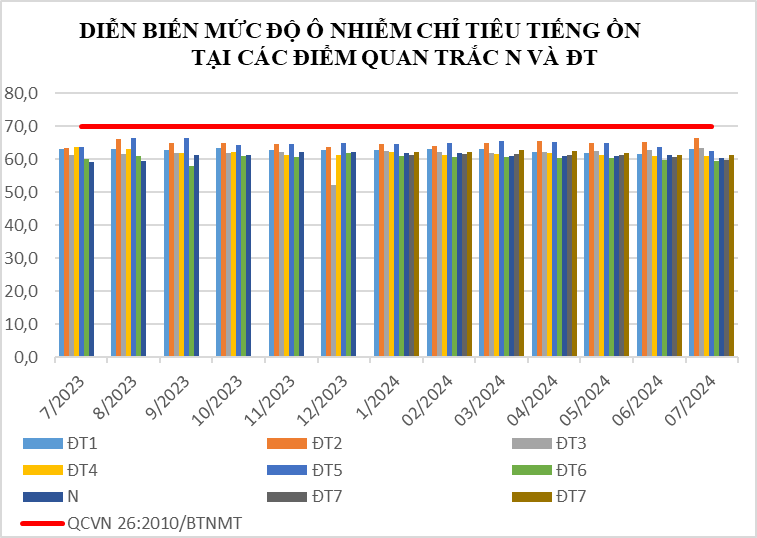 DIỄN BIẾN MỨC ĐỘ Ô NHIỄM CHỈ TIÊU TIẾNG ỒN
TẠI CÁC ĐIỂM QUAN TRẮC N VÀ ĐT
80,0
70,0
60,0
50,0
40,0
30,0
20,0
10,0
0,0
7/2023 8/2023 9/2023 10/2023 11/2023 12/2023 1/2024 02/2024 03/2024 04/2024 05/2024 06/2024 07/2024
ĐT1 ĐT2 ĐT3
ĐT4 ĐT5 ĐT6
N ĐT7 ĐT7
QCVN 26:2010/BTNMT